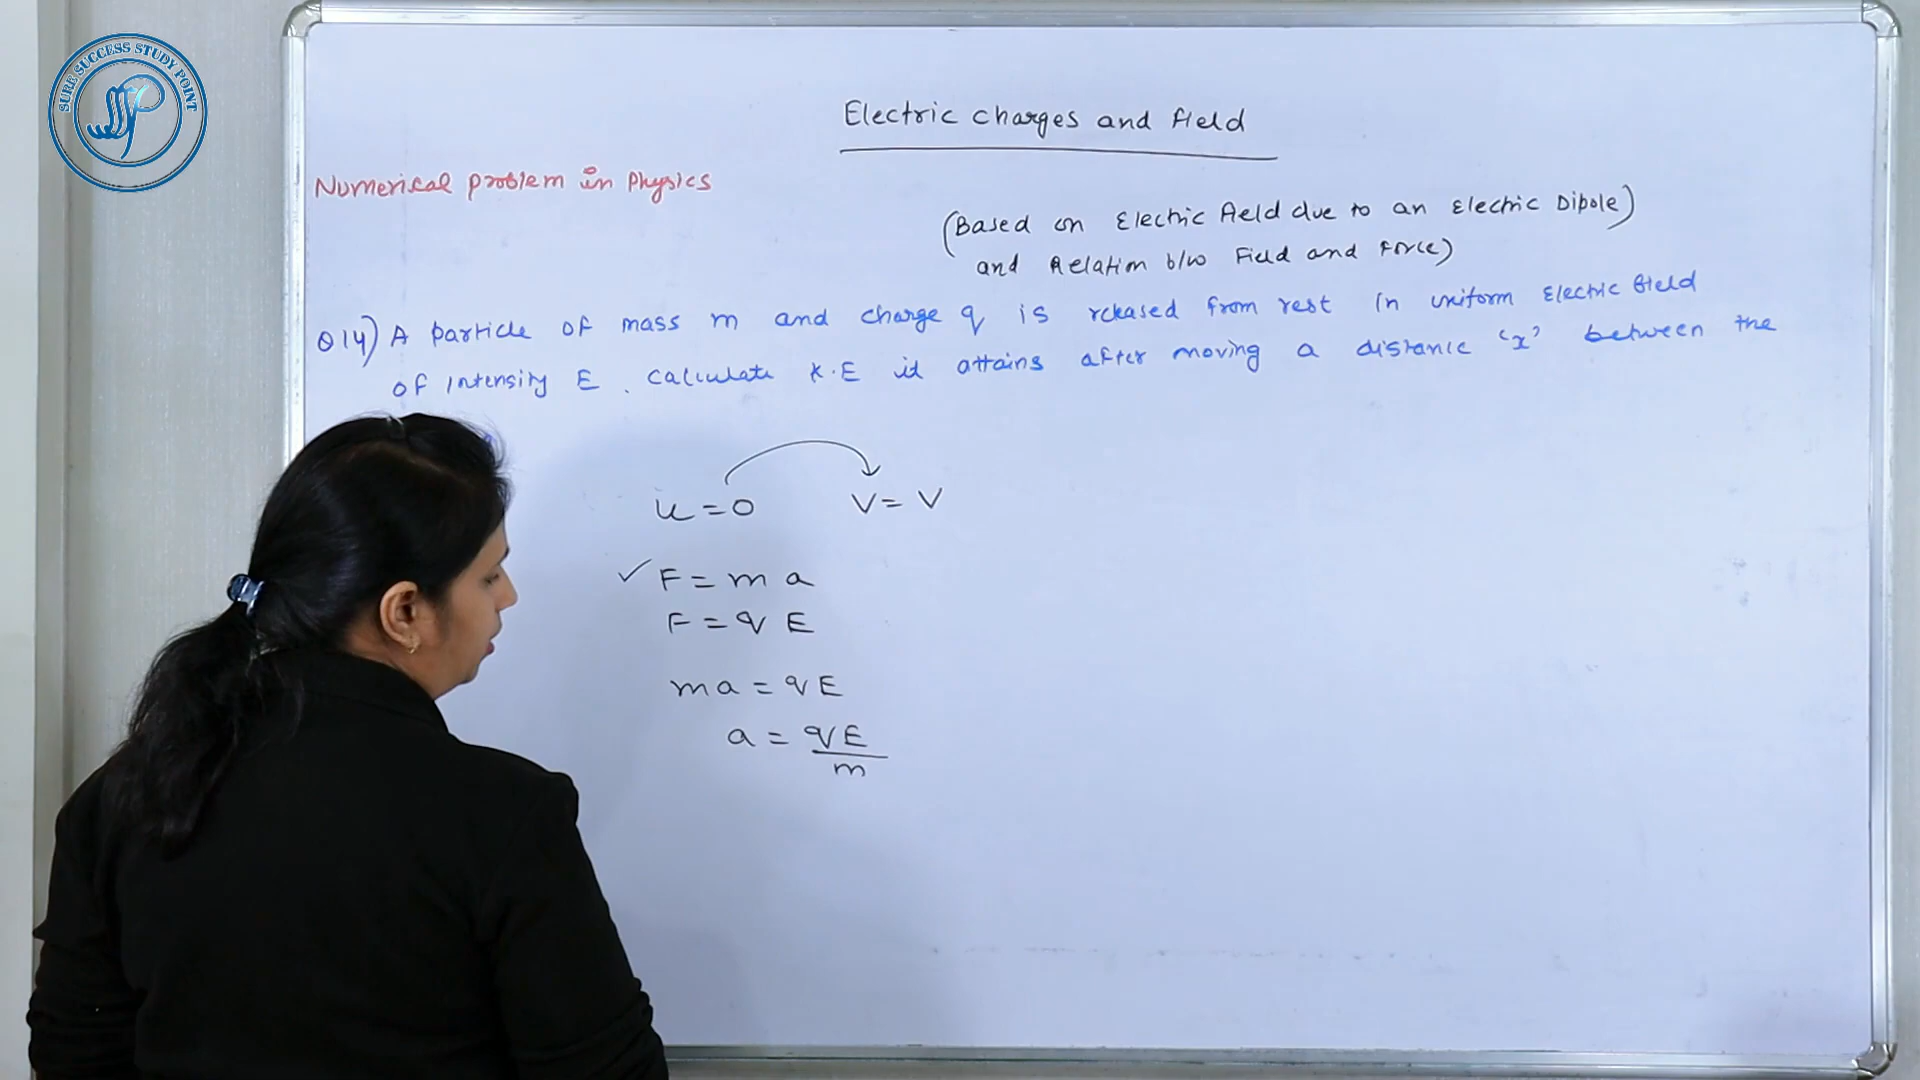 SURE SUCCESS STUDY POINT
Electric charges and field
Numerical problem in Physics
(Based on Electric field due to an Electric Dipole)
and Relation b/w Field and Force)
Q14) A particle of mass m and charge q is released from rest in uniform Electric field
of intensity E . calculate K.E it attains after moving a distance 'x' between the
u = 0 V = V
✓ F = m a
F = q E
m a = q E
a = qE/m